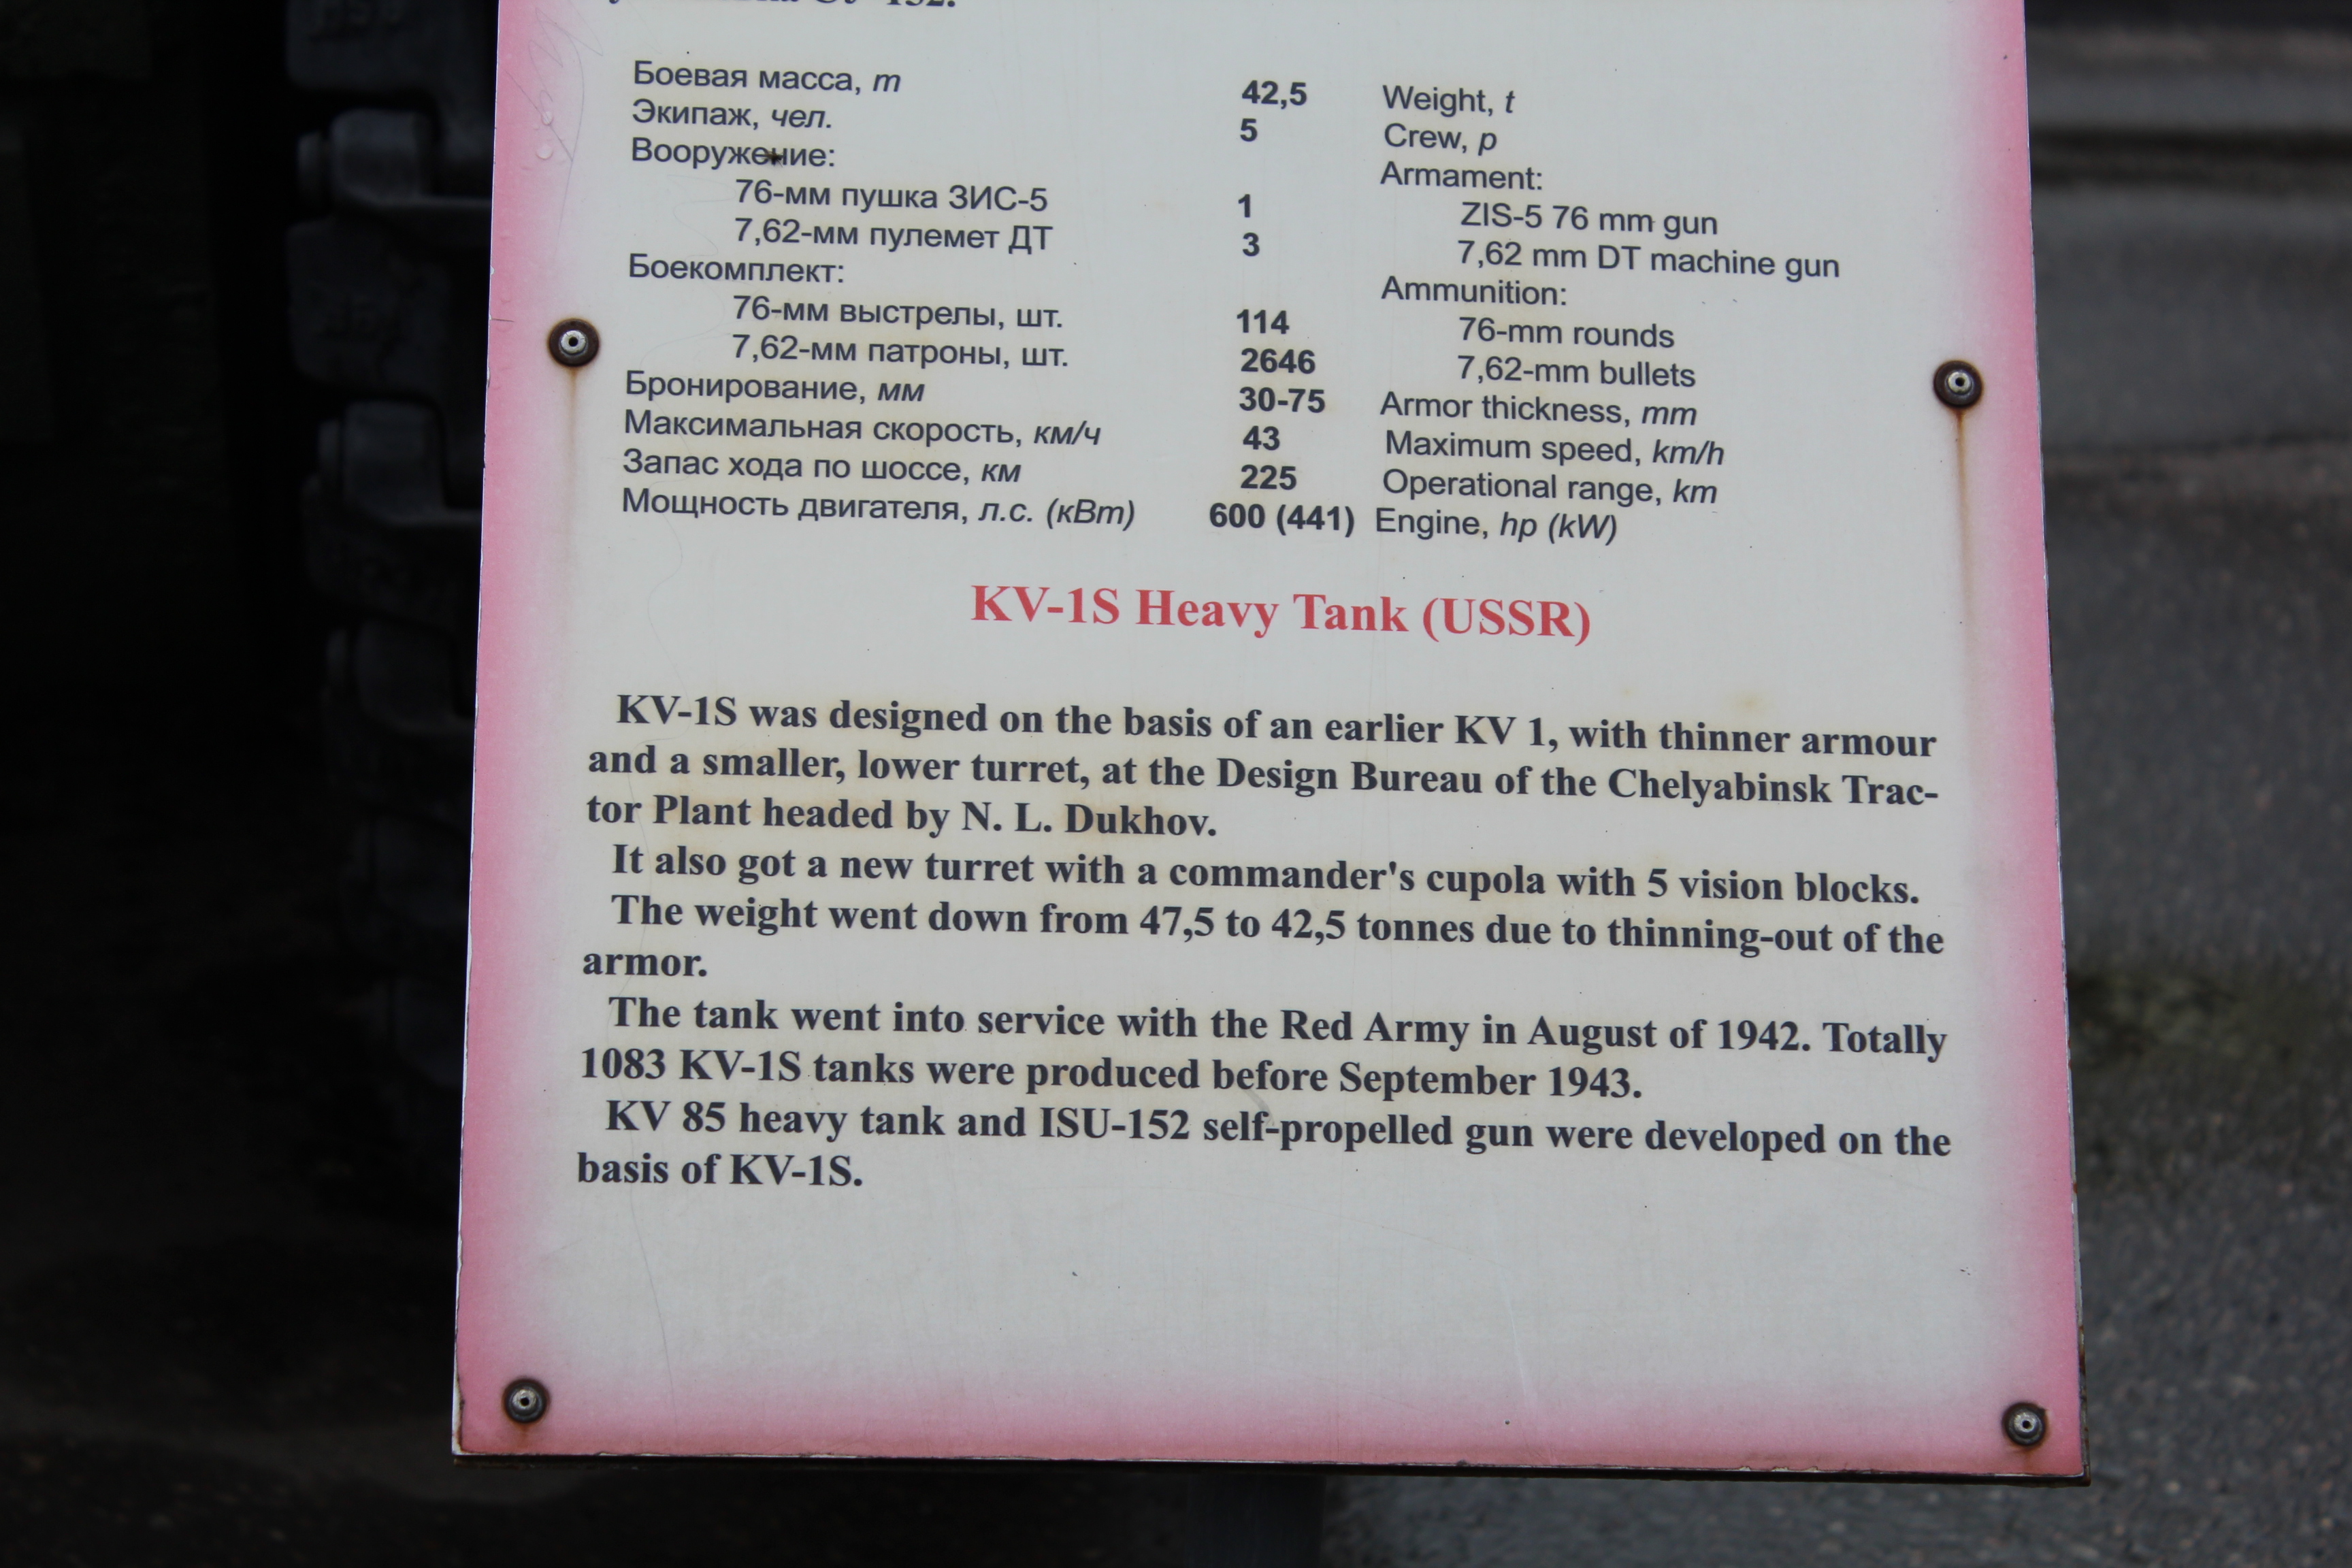 Боевая масса, т 42,5 Weight, t
Экипаж, чел. 5 Crew, p
Вооружение: Armament:
76-мм пушка ЗИС-5 1 ZIS-5 76 mm gun
7,62-мм пулемет ДТ 3 7,62 mm DT machine gun
Боекомплект: Ammunition:
76-мм выстрелы, шт. 114 76-mm rounds
7,62-мм патроны, шт. 2646 7,62-mm bullets
Бронирование, мм 30-75 Armor thickness, mm
Максимальная скорость, км/ч 43 Maximum speed, km/h
Запас хода по шоссе, км 225 Operational range, km
Мощность двигателя, л.с. (кВт) 600 (441) Engine, hp (kW)
KV-1S Heavy Tank (USSR)
KV-1S was designed on the basis of an earlier KV 1, with thinner armour
and a smaller, lower turret, at the Design Bureau of the Chelyabinsk Trac-
tor Plant headed by N. L. Dukhov.
It also got a new turret with a commander's cupola with 5 vision blocks.
The weight went down from 47,5 to 42,5 tonnes due to thinning-out of the
armor.
The tank went into service with the Red Army in August of 1942. Totally
1083 KV-1S tanks were produced before September 1943.
KV 85 heavy tank and ISU-152 self-propelled gun were developed on the
basis of KV-1S.